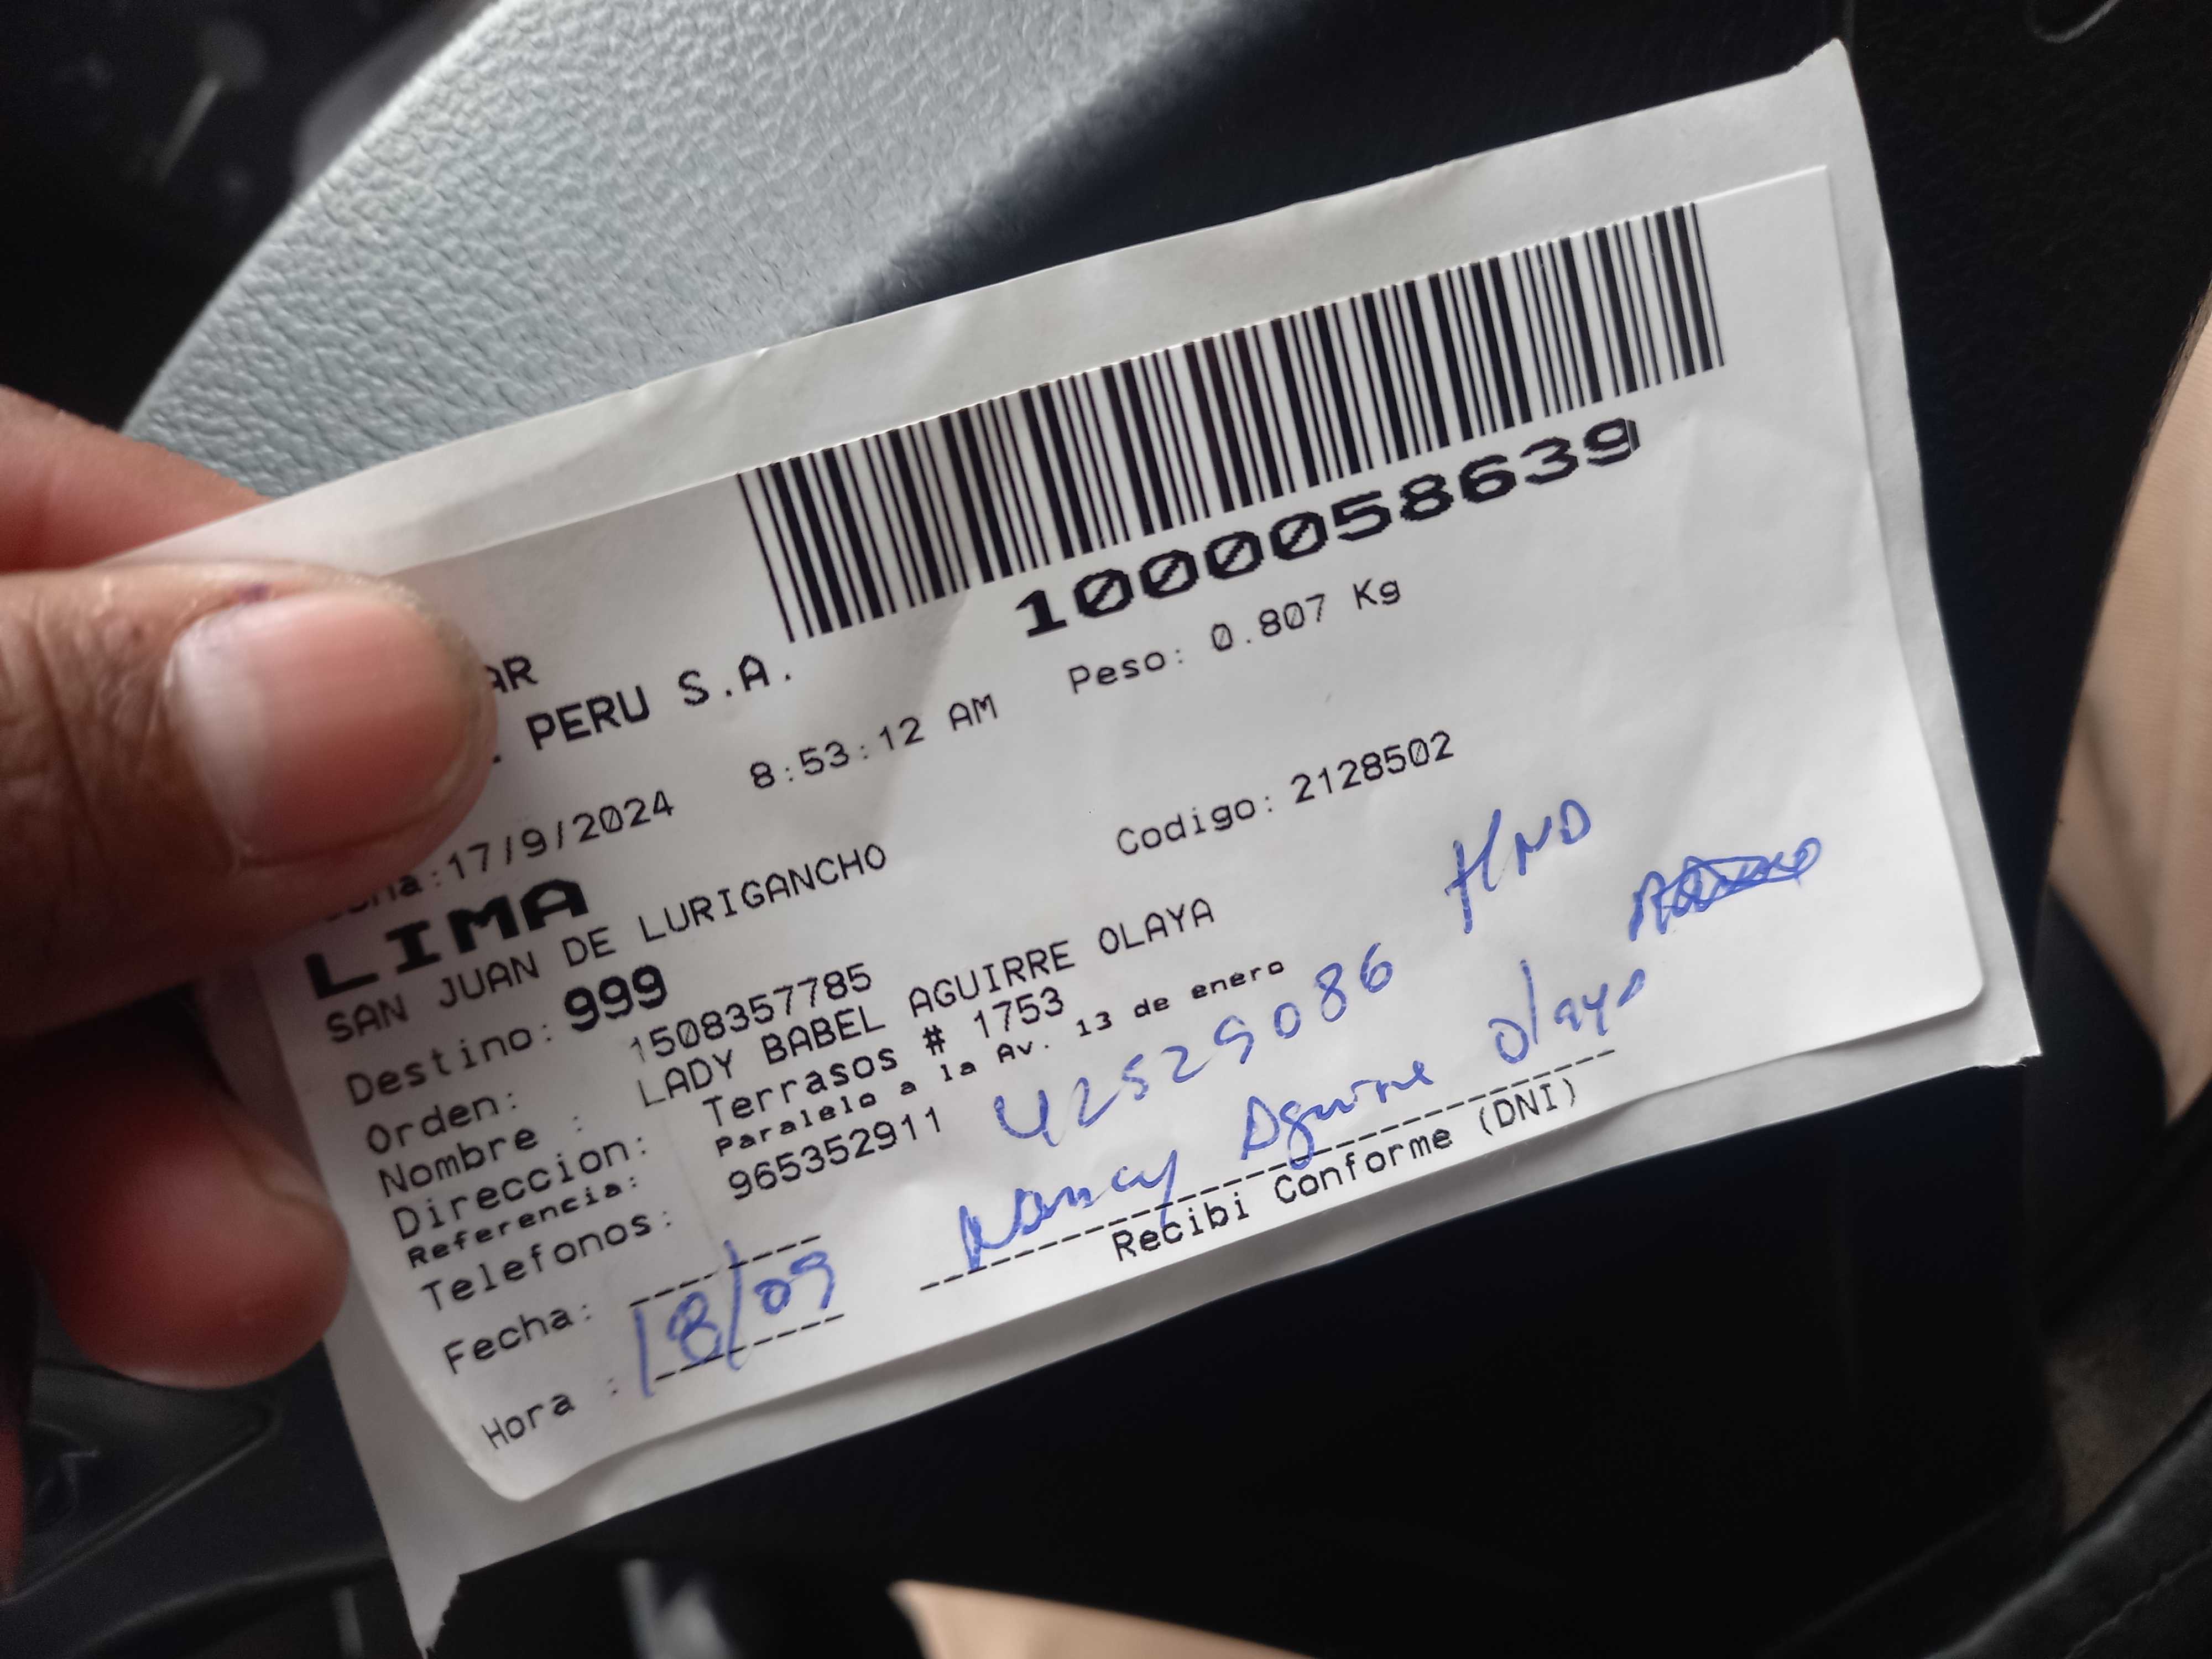 1000058639
AR
PERU S.A.
17/9/2024 8:53:12 AM Peso: 0.807 Kg
LIMA
SAN JUAN DE LURIGANCHO Codigo: 2128502
Destino: 999
Orden: 1508357785
Nombre : LADY BABEL AGUIRRE OLAYA
Direccion: Terrasos # 1753
Referencia: Paralelo a la Av. 13 de enero
Telefonos: 965352911
42529086 HND
Nancy Aguirre Olaya
Fecha: 18/09
Recibi Conforme (DNI)
Hora :